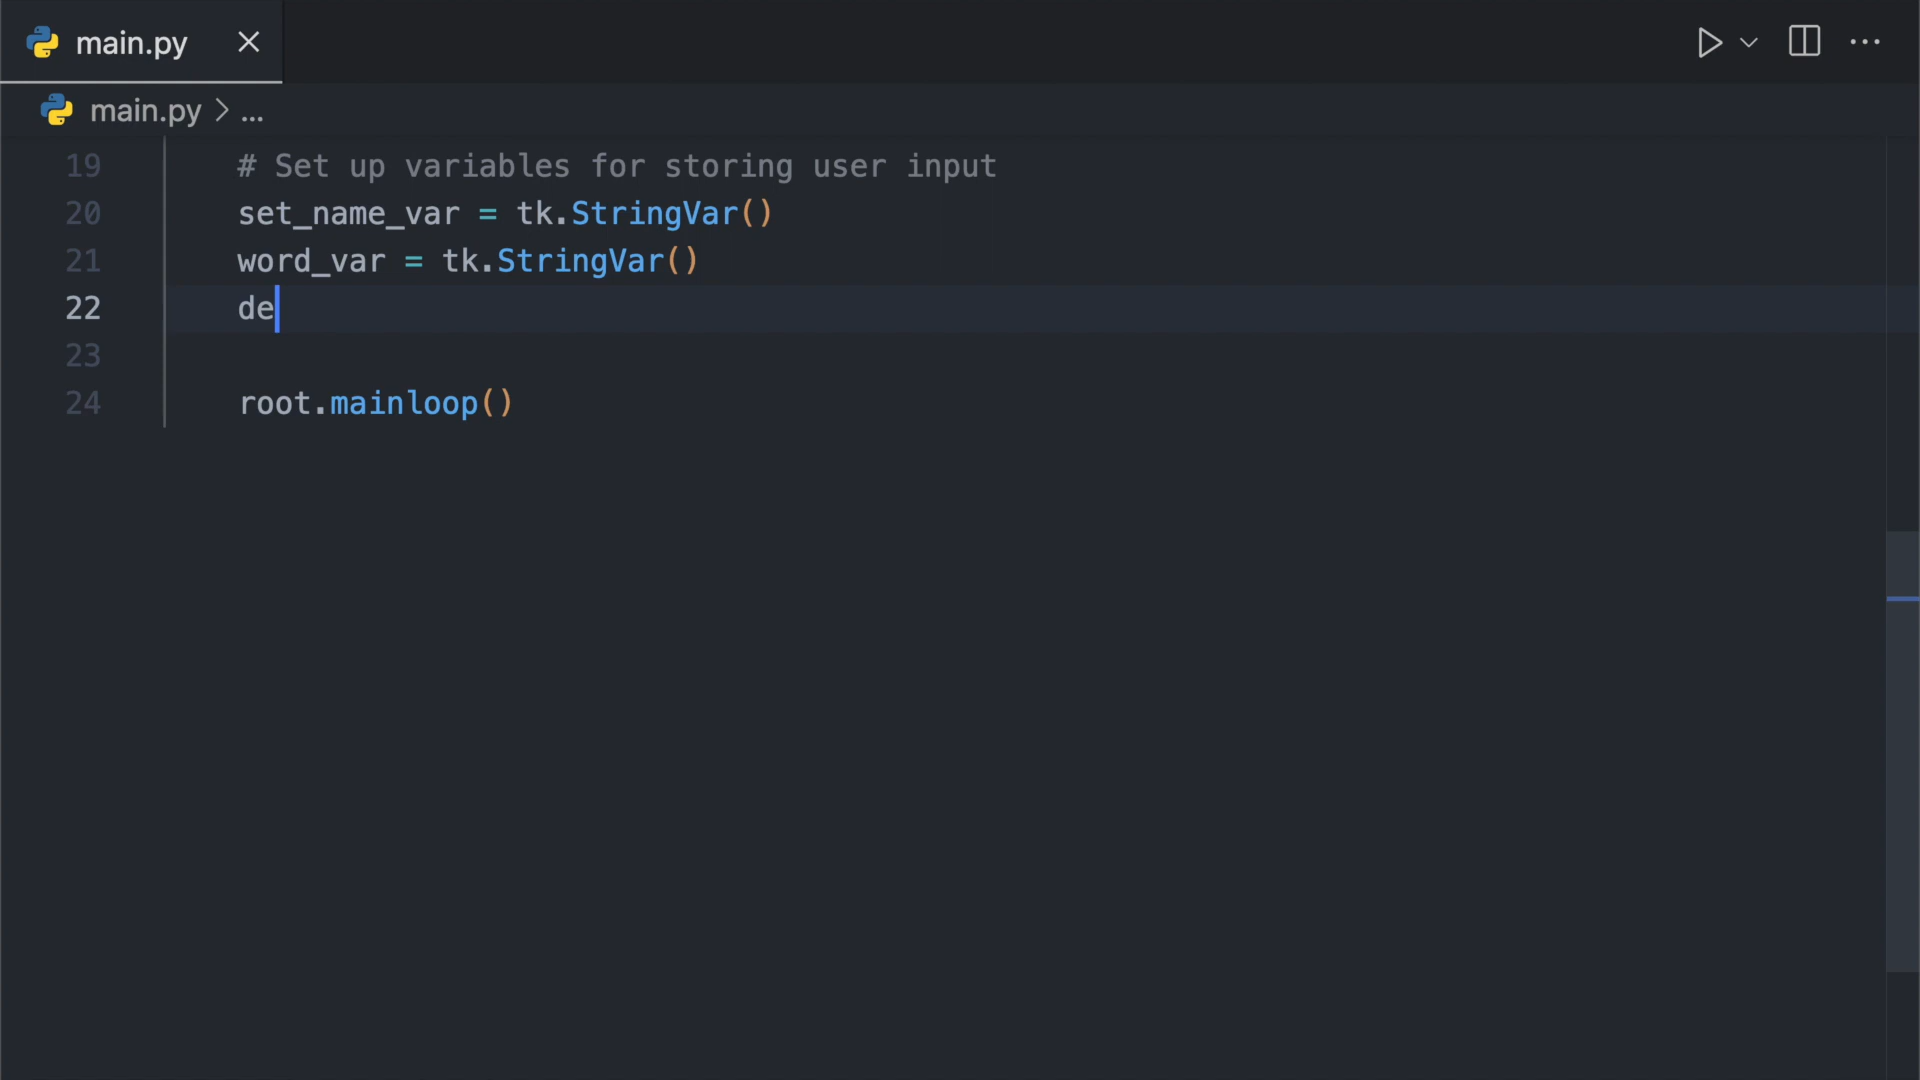 main.py
main.py > ...
19 # Set up variables for storing user input
20 set_name_var = tk.StringVar()
21 word_var = tk.StringVar()
22 de
23
24 root.mainloop()